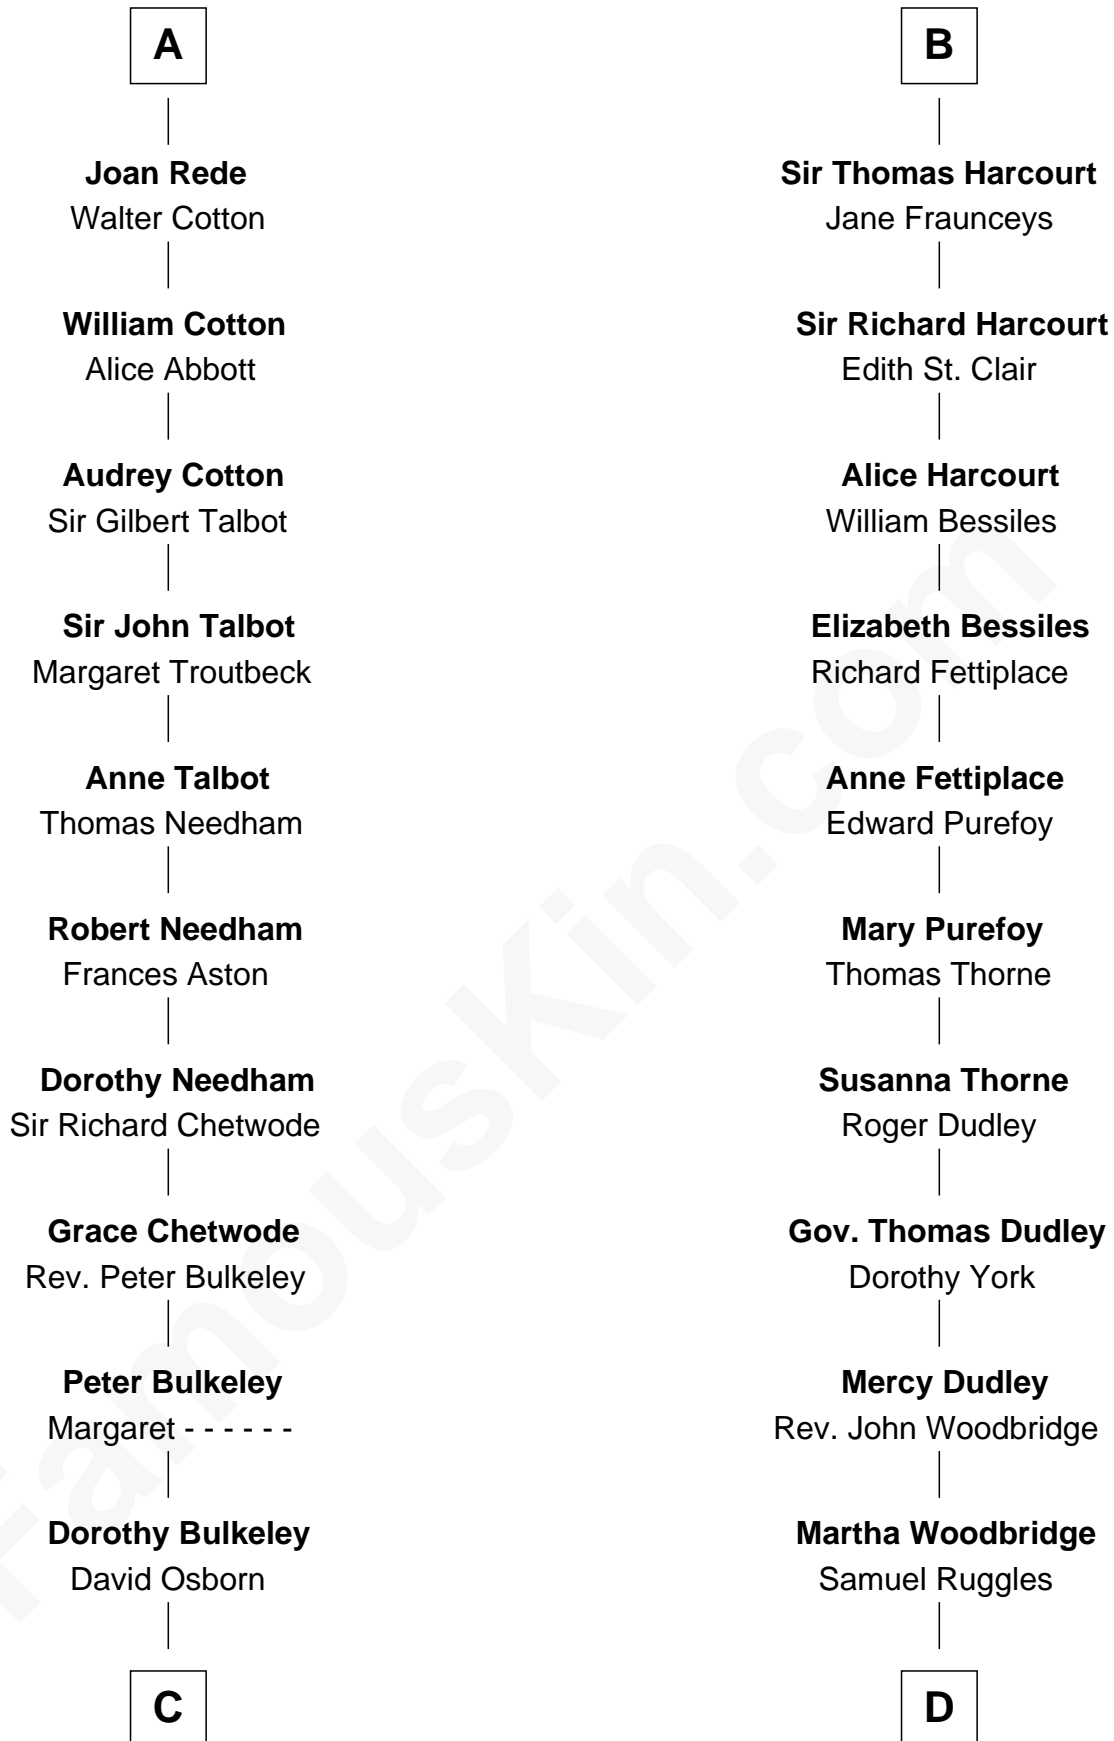 A
Joan Rede
Walter Cotton
William Cotton
Alice Abbott
Audrey Cotton
Sir Gilbert Talbot
Sir John Talbot
Margaret Troutbeck
Anne Talbot
Thomas Needham
Robert Needham
Frances Aston
Dorothy Needham
Sir Richard Chetwode
Grace Chetwode
Rev. Peter Bulkeley
Peter Bulkeley
Margaret - - - - - -
Dorothy Bulkeley
David Osborn
C
B
Sir Thomas Harcourt
Jane Fraunceys
Sir Richard Harcourt
Edith St. Clair
Alice Harcourt
William Bessiles
Elizabeth Bessiles
Richard Fettiplace
Anne Fettiplace
Edward Purefoy
Mary Purefoy
Thomas Thorne
Susanna Thorne
Roger Dudley
Gov. Thomas Dudley
Dorothy York
Mercy Dudley
Rev. John Woodbridge
Martha Woodbridge
Samuel Ruggles
D
FamousKin.com